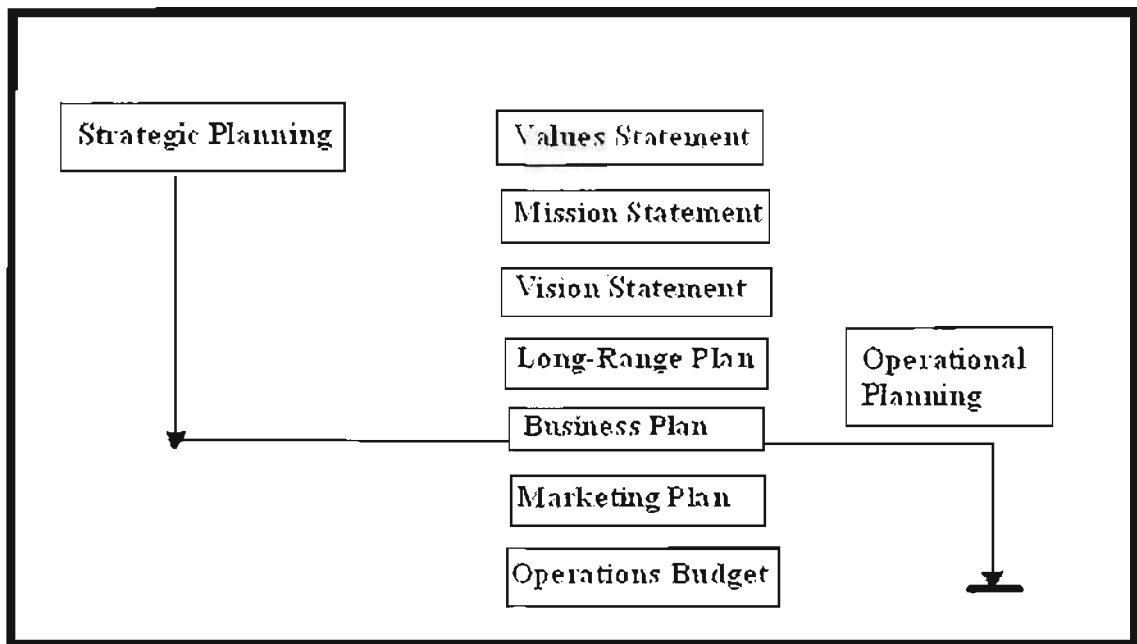 Strategic Planning
Values Statement
Mission Statement
Vision Statement
Long-Range Plan
Operational
Planning
Business Plan
Marketing Plan
Operations Budget